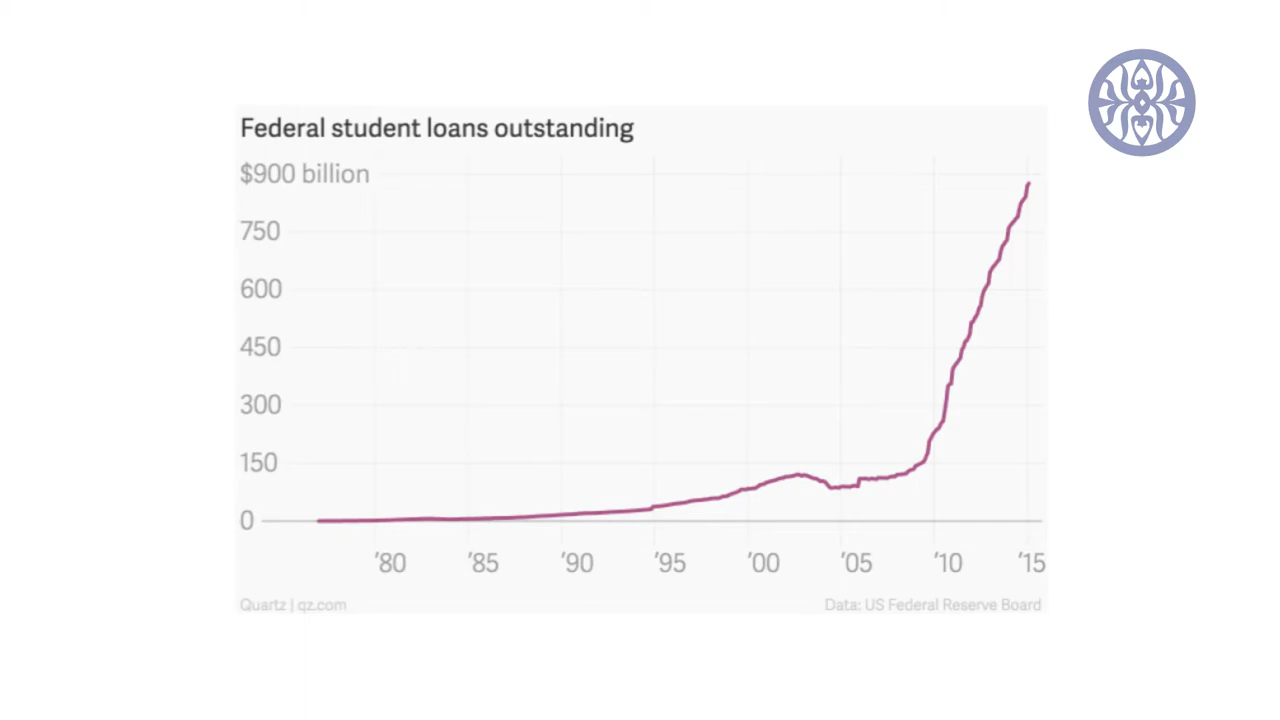 Federal student loans outstanding
$900 billion
750
600
450
300
150
0
'80 '85 '90 '95 '00 '05 '10 '15
Quartz | qz.com Data: US Federal Reserve Board